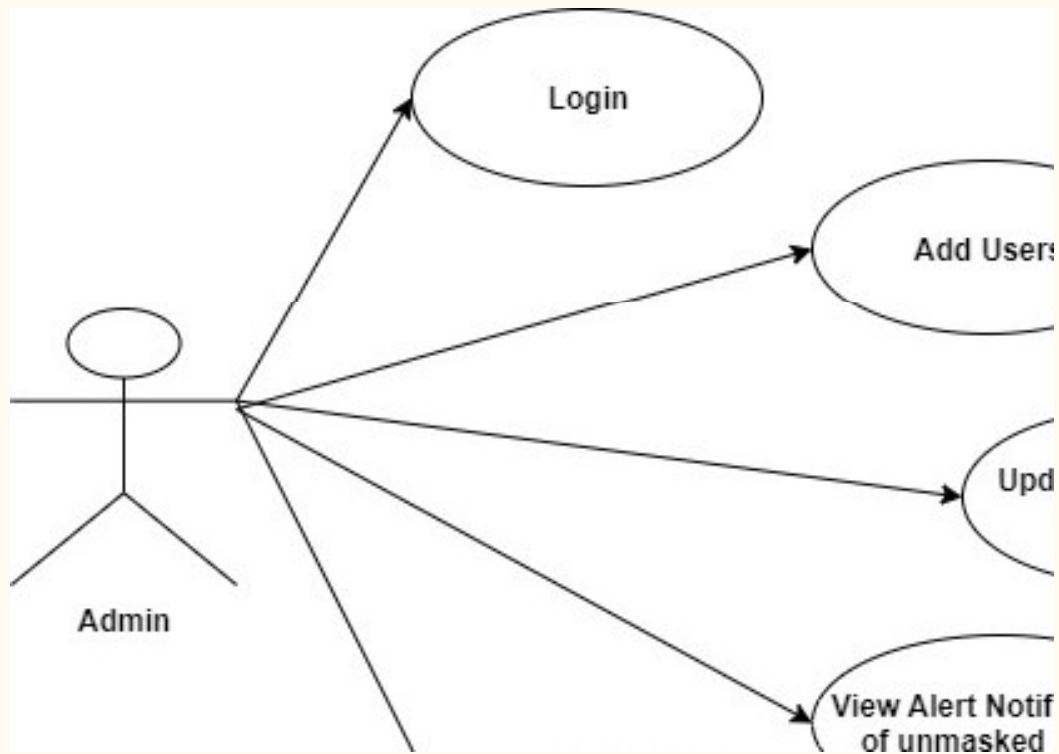 Login
Add Users
Upd
Admin
View Alert Notif
of unmasked